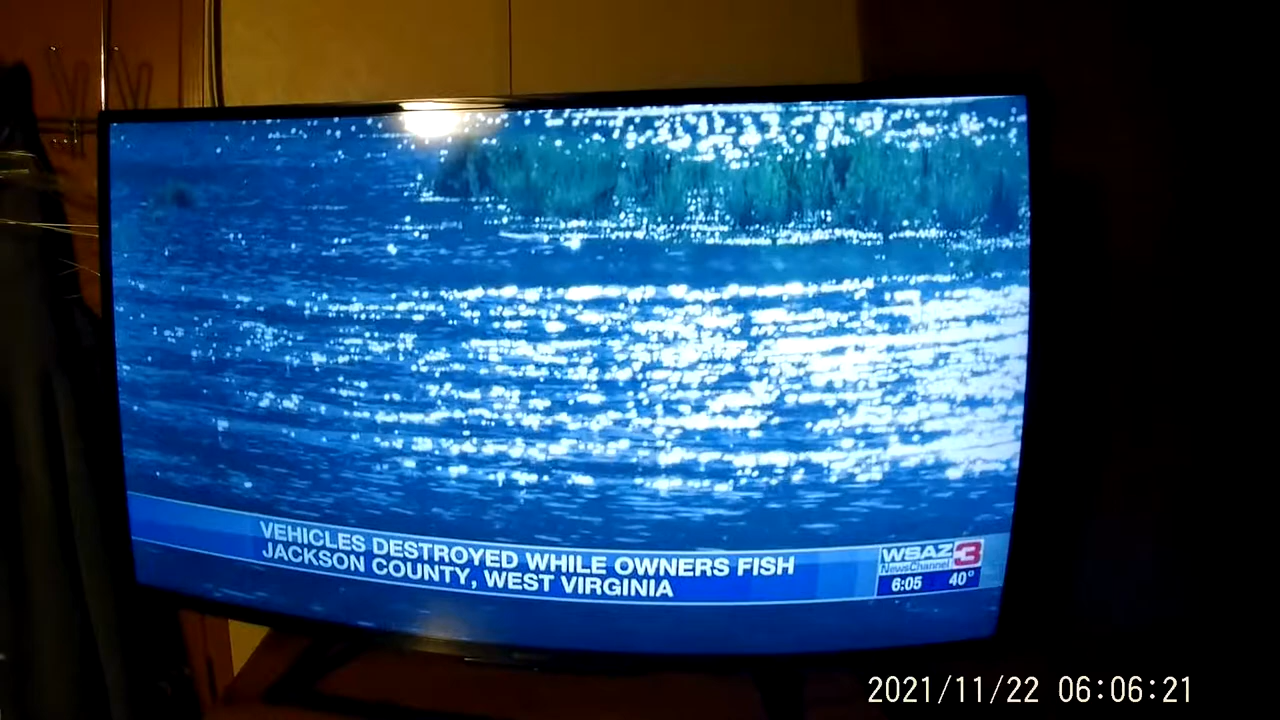 VEHICLES DESTROYED WHILE OWNERS FISH
JACKSON COUNTY, WEST VIRGINIA
WSAZ 3
NewsChannel
6:05 40°
2021/11/22 06:06:21